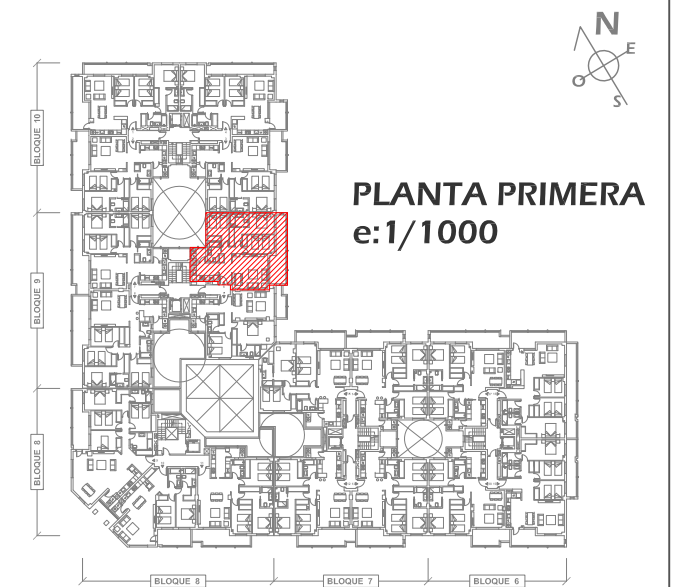 N
E
O
S
BLOQUE 10
PLANTA PRIMERA
e:1/1000
BLOQUE 9
BLOQUE 8
BLOQUE 8
BLOQUE 7
BLOQUE 6